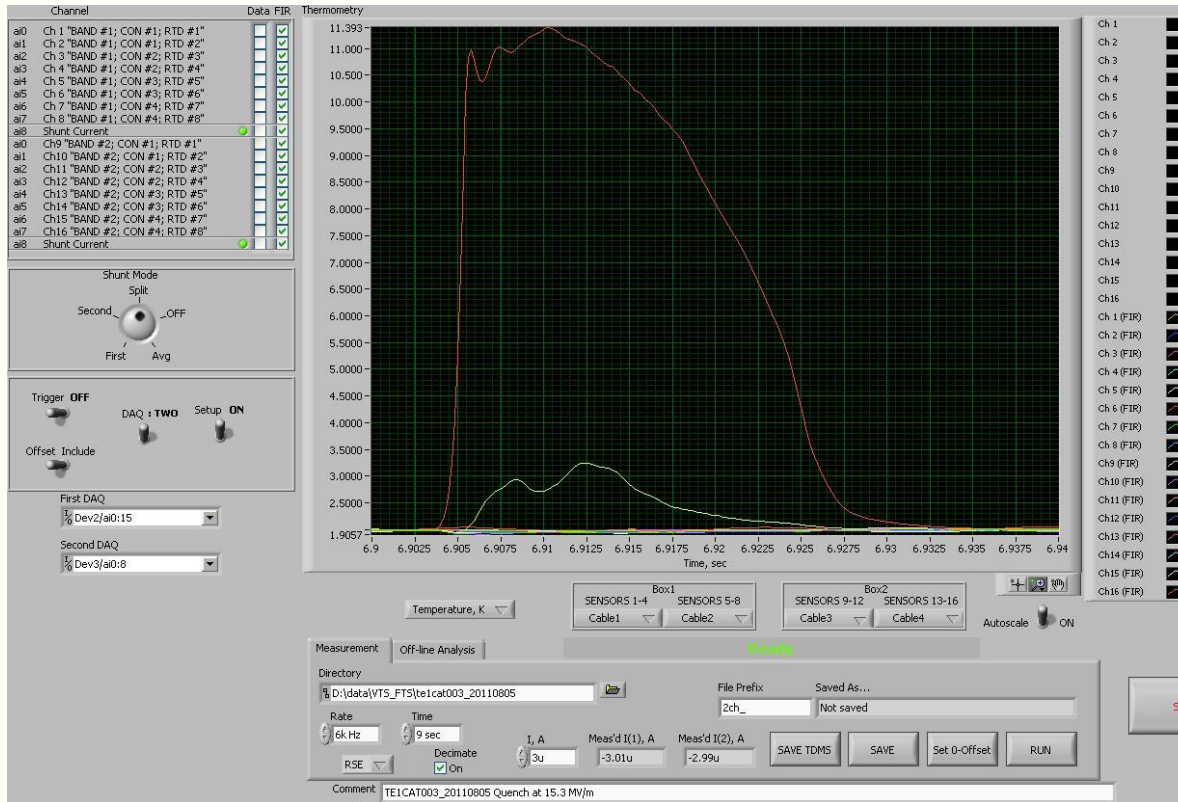 Channel Data FIR
ai0 Ch 1 "BAND #1; CON #1; RTD #1"
ai1 Ch 2 "BAND #1; CON #1; RTD #2"
ai2 Ch 3 "BAND #1; CON #2; RTD #3"
ai3 Ch 4 "BAND #1; CON #2; RTD #4"
ai4 Ch 5 "BAND #1; CON #3; RTD #5"
ai5 Ch 6 "BAND #1; CON #3; RTD #6"
ai6 Ch 7 "BAND #1; CON #4; RTD #7"
ai7 Ch 8 "BAND #1; CON #4; RTD #8"
ai8 Shunt Current
ai0 Ch9 "BAND #2; CON #1; RTD #1"
ai1 Ch10 "BAND #2; CON #1; RTD #2"
ai2 Ch11 "BAND #2; CON #2; RTD #3"
ai3 Ch12 "BAND #2; CON #2; RTD #4"
ai4 Ch13 "BAND #2; CON #3; RTD #5"
ai5 Ch14 "BAND #2; CON #3; RTD #6"
ai6 Ch15 "BAND #2; CON #4; RTD #7"
ai7 Ch16 "BAND #2; CON #4; RTD #8"
ai8 Shunt Current
Shunt Mode
Split
Second OFF
First Avg
Trigger OFF
DAQ : TWO
Setup ON
Offset Include
First DAQ
Dev2/ai0:15
Second DAQ
Dev3/ai0:8
Thermometry
11.393
11.000
10.500
10.000
9.5000
9.0000
8.5000
8.0000
7.5000
7.0000
6.5000
6.0000
5.5000
5.0000
4.5000
4.0000
3.5000
3.0000
2.5000
1.9057
6.9 6.9025 6.905 6.9075 6.91 6.9125 6.915 6.9175 6.92 6.9225 6.925 6.9275 6.93 6.9325 6.935 6.9375 6.94
Time, sec
Ch 1
Ch 2
Ch 3
Ch 4
Ch 5
Ch 6
Ch 7
Ch 8
Ch9
Ch10
Ch11
Ch12
Ch13
Ch14
Ch15
Ch16
Ch 1 (FIR)
Ch 2 (FIR)
Ch 3 (FIR)
Ch 4 (FIR)
Ch 5 (FIR)
Ch 6 (FIR)
Ch 7 (FIR)
Ch 8 (FIR)
Ch9 (FIR)
Ch10 (FIR)
Ch11 (FIR)
Ch12 (FIR)
Ch13 (FIR)
Ch14 (FIR)
Ch15 (FIR)
Ch16 (FIR)
Temperature, K
Box1
SENSORS 1-4 SENSORS 5-8
Cable1 Cable2
Box2
SENSORS 9-12 SENSORS 13-16
Cable3 Cable4
Autoscale ON
Measurement Off-line Analysis
Directory
D:\data\VTS_FTS\te1cat003_20110805
File Prefix
2ch_
Saved As...
Not saved
Rate
6k Hz
Time
9 sec
RSE
Decimate
On
I, A
3u
Meas'd I(1), A
-3.01u
Meas'd I(2), A
-2.99u
SAVE TDMS
SAVE
Set 0-Offset
RUN
Comment TE1CAT003_20110805 Quench at 15.3 MV/m